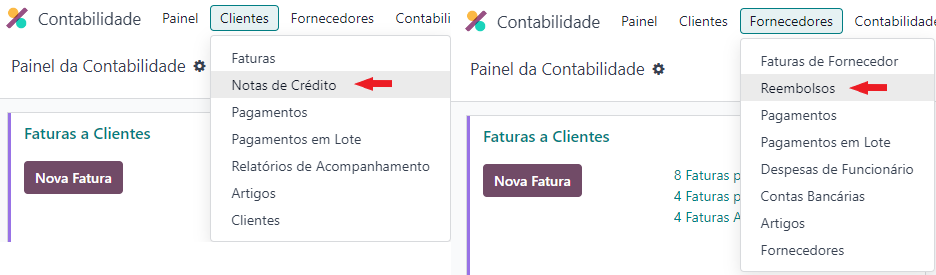 Contabilidade Painel Clientes Fornecedores Contabili
Painel da Contabilidade
Faturas
Notas de Crédito
Pagamentos
Pagamentos em Lote
Relatórios de Acompanhamento
Artigos
Clientes
Faturas a Clientes
Nova Fatura
Contabilidade Painel Clientes Fornecedores Contabilidade
Painel da Contabilidade
Faturas de Fornecedor
Reembolsos
Pagamentos
Pagamentos em Lote
Despesas de Funcionário
Contas Bancárias
Artigos
Fornecedores
Faturas a Clientes
Nova Fatura
8 Faturas p
4 Faturas p
4 Faturas A